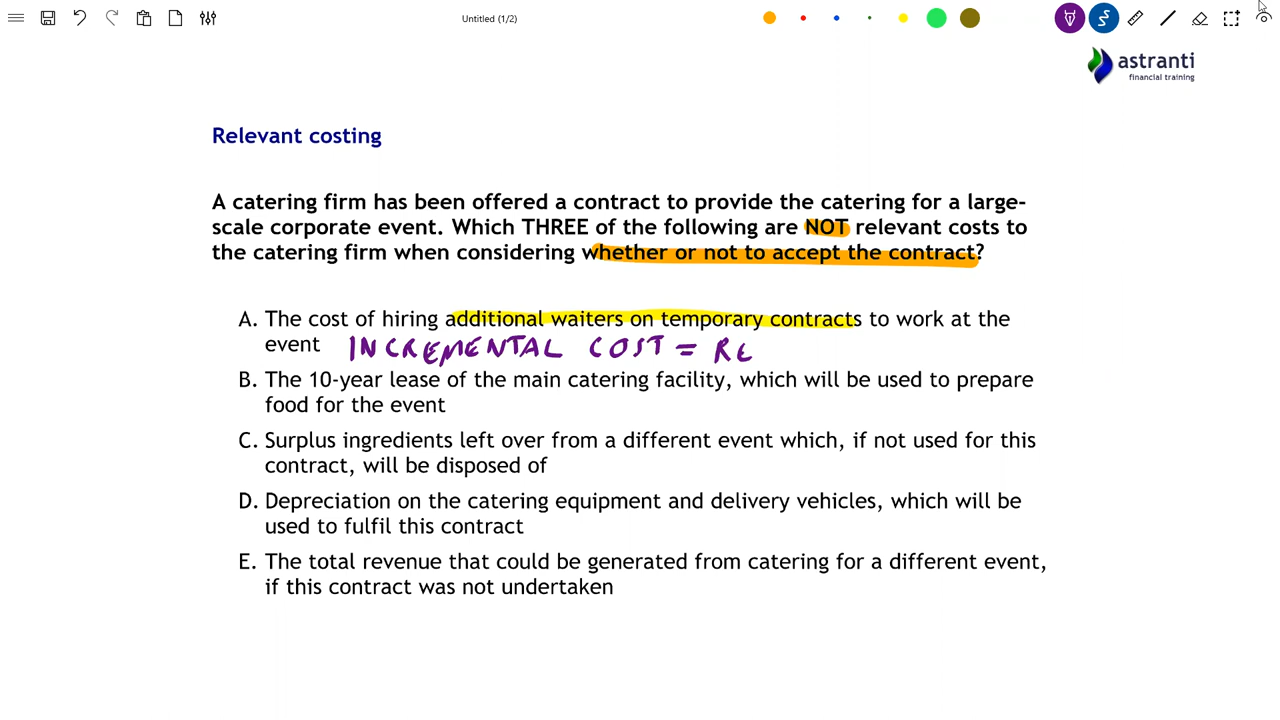 Untitled (1/2)
astranti
financial training
Relevant costing
A catering firm has been offered a contract to provide the catering for a large-
scale corporate event. Which THREE of the following are NOT relevant costs to
the catering firm when considering whether or not to accept the contract?
A. The cost of hiring additional waiters on temporary contracts to work at the
event INCREMENTAL COST = RE
B. The 10-year lease of the main catering facility, which will be used to prepare
food for the event
C. Surplus ingredients left over from a different event which, if not used for this
contract, will be disposed of
D. Depreciation on the catering equipment and delivery vehicles, which will be
used to fulfil this contract
E. The total revenue that could be generated from catering for a different event,
if this contract was not undertaken